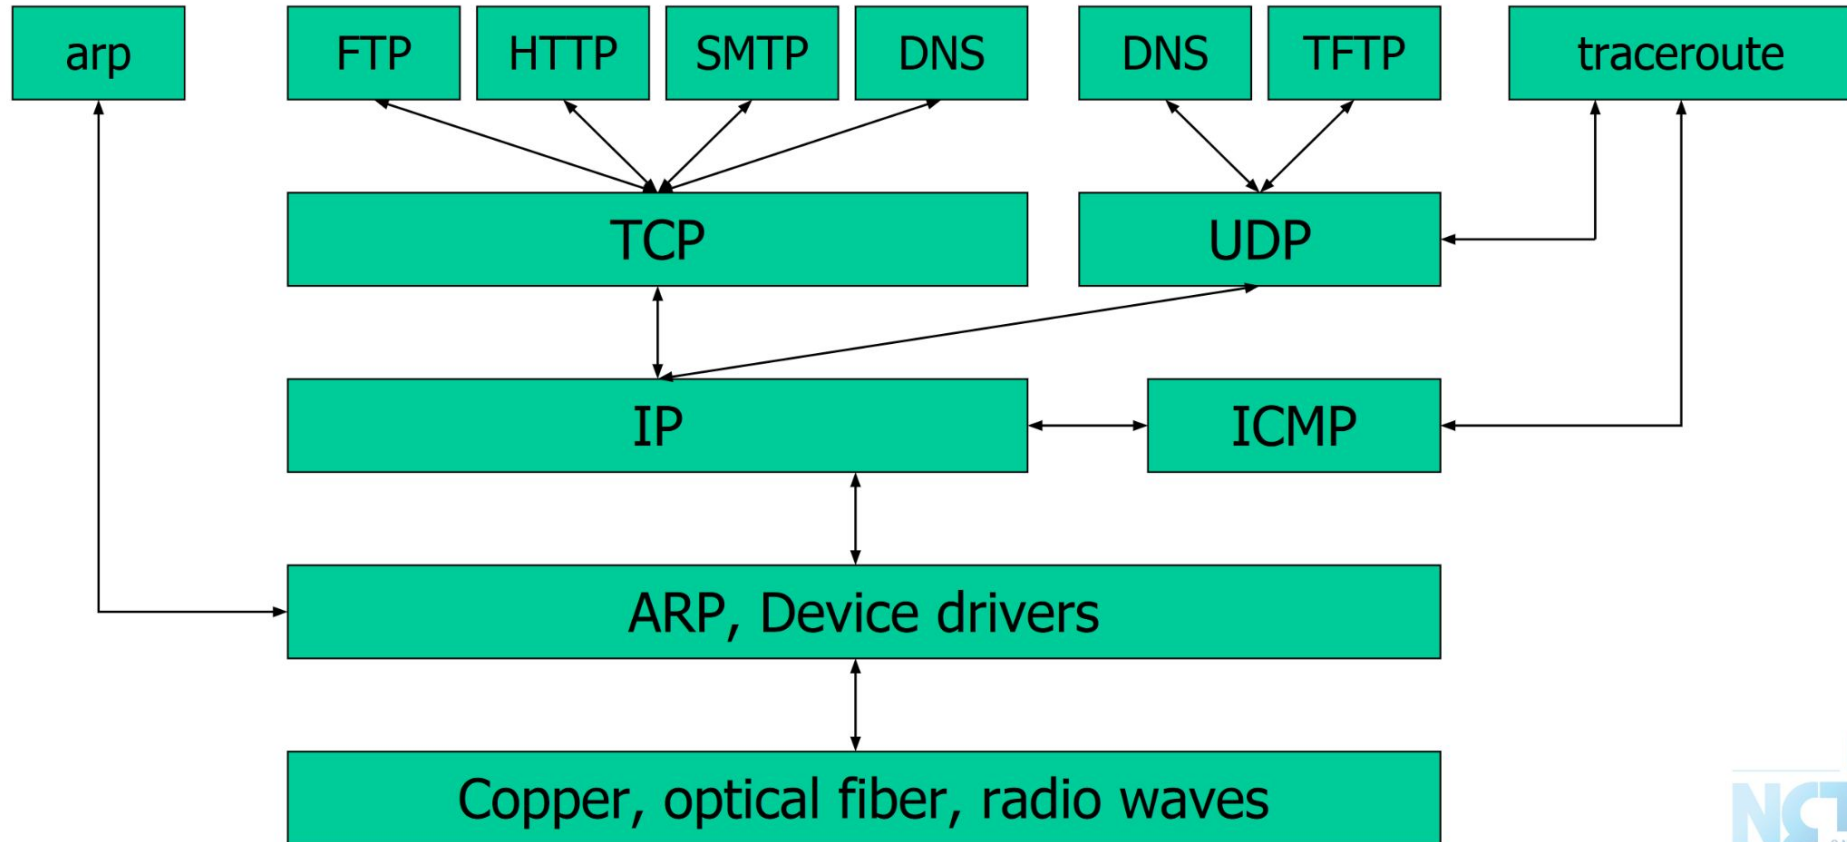 arp
FTP
HTTP
SMTP
DNS
DNS
TFTP
traceroute
TCP
UDP
IP
ICMP
ARP, Device drivers
Copper, optical fiber, radio waves